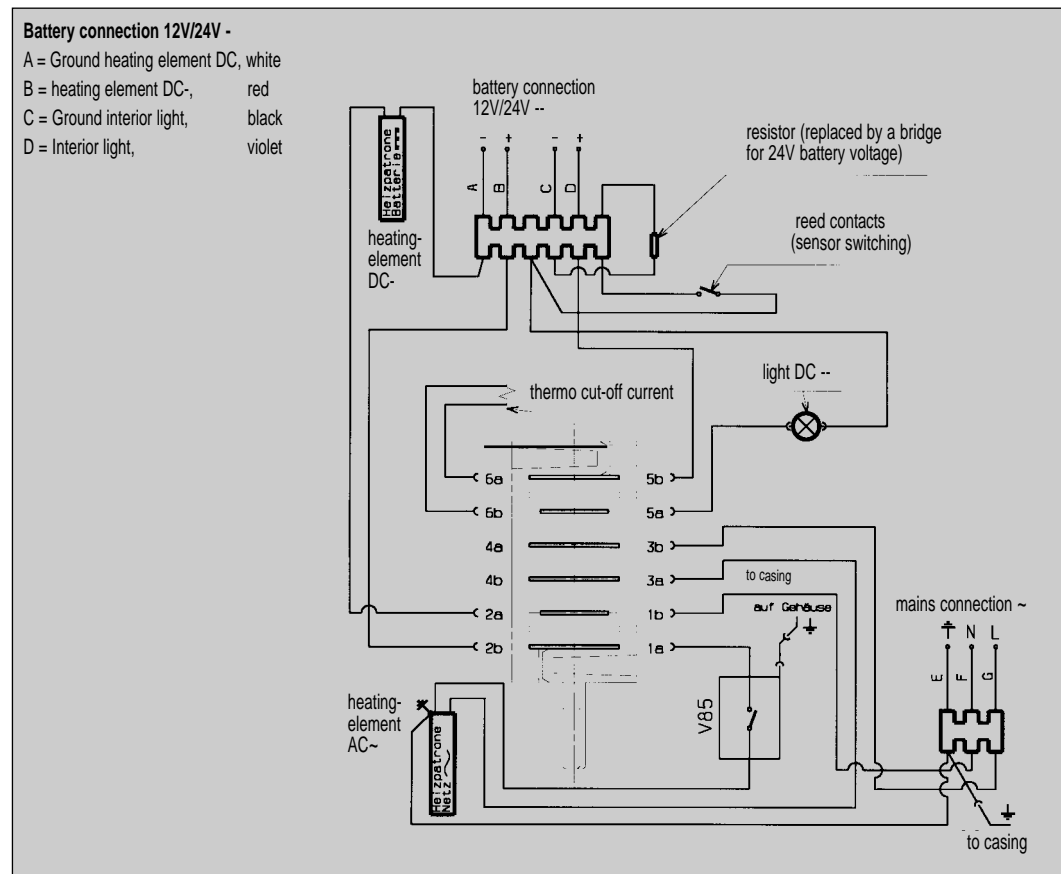 Battery connection 12V/24V -
A = Ground heating element DC, white
B = heating element DC-, red
C = Ground interior light, black
D = Interior light, violet
battery connection
12V/24V --
- + - +
A B C D
resistor (replaced by a bridge
for 24V battery voltage)
reed contacts
(sensor switching)
Heizpatrone
Batterie
heating-
element
DC-
thermo cut-off current
light DC --
6a 5b
6b 5a
4a 3b
4b 3a
2a 1b
2b 1a
to casing
auf Gehäuse
mains connection ~
N L
E F G
V85
heating-
element
AC~
Heizpatrone
Netz
to casing